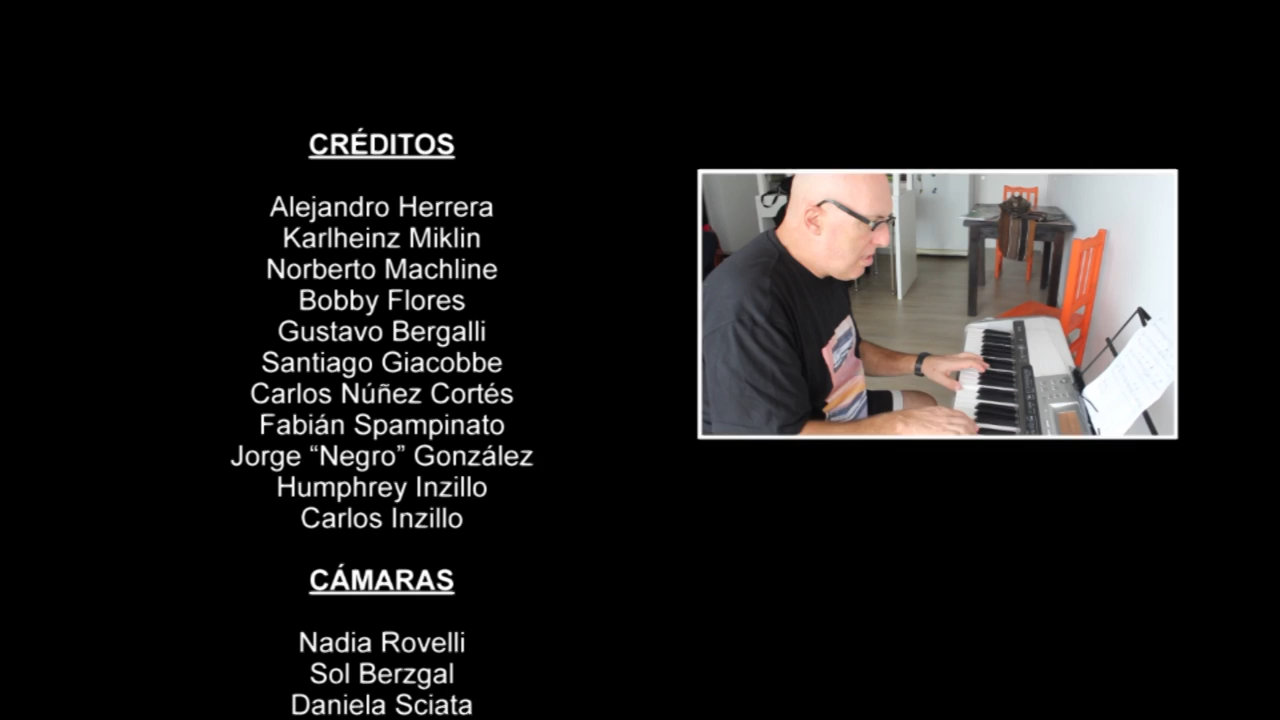 CRÉDITOS
Alejandro Herrera
Karlheinz Miklin
Norberto Machline
Bobby Flores
Gustavo Bergalli
Santiago Giacobbe
Carlos Núñez Cortés
Fabián Spampinato
Jorge “Negro” González
Humphrey Inzillo
Carlos Inzillo
CÁMARAS
Nadia Rovelli
Sol Berzgal
Daniela Sciata